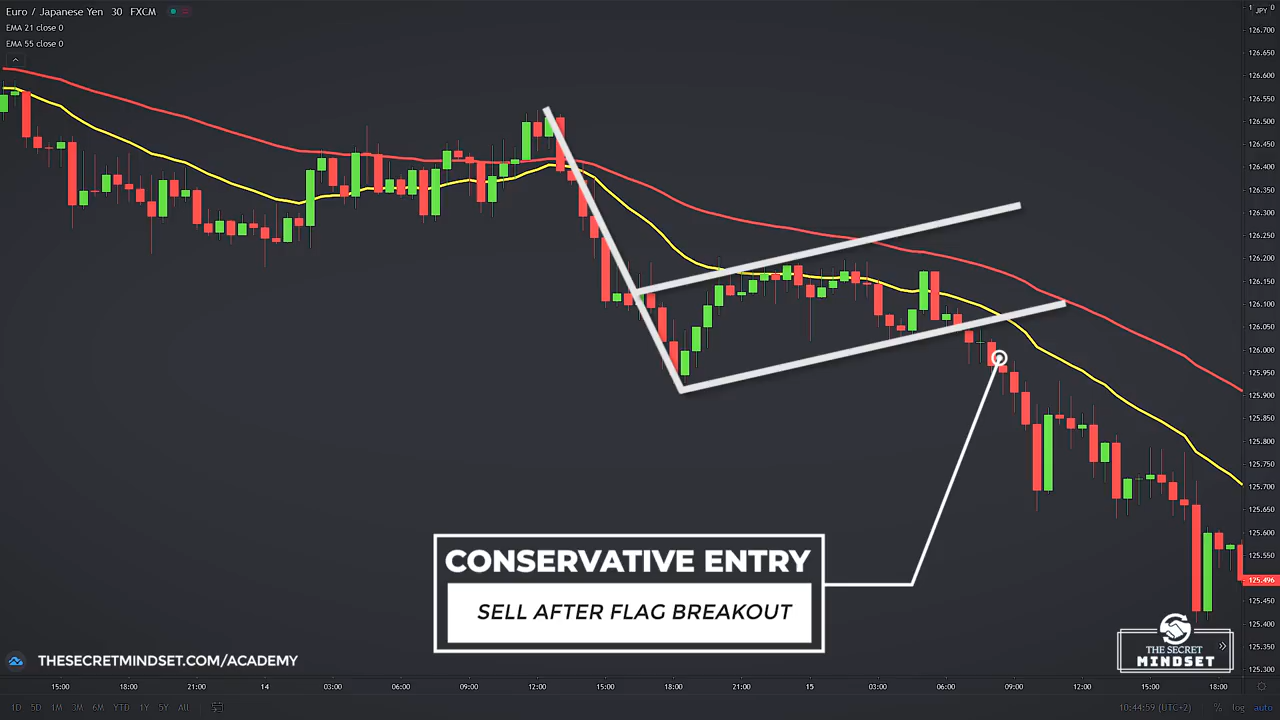 Euro / Japanese Yen 30 FXCM
EMA 21 close 0
EMA 55 close 0
JPY
126.700
126.650
126.600
126.550
126.500
126.450
126.400
126.350
126.300
126.250
126.200
126.150
126.100
126.050
126.000
125.950
125.900
125.850
125.800
125.750
125.700
125.650
125.600
125.550
125.496
125.450
125.400
125.350
125.300
CONSERVATIVE ENTRY
SELL AFTER FLAG BREAKOUT
THE SECRET
MINDSET
THESECRETMINDSET.COM/ACADEMY
15:00 18:00 21:00 14 03:00 06:00 09:00 12:00 15:00 18:00 21:00 15 03:00 06:00 09:00 12:00 15:00 18:00
1D 5D 1M 3M 6M YTD 1Y 5Y All 10:44:59 (UTC+2) % log auto